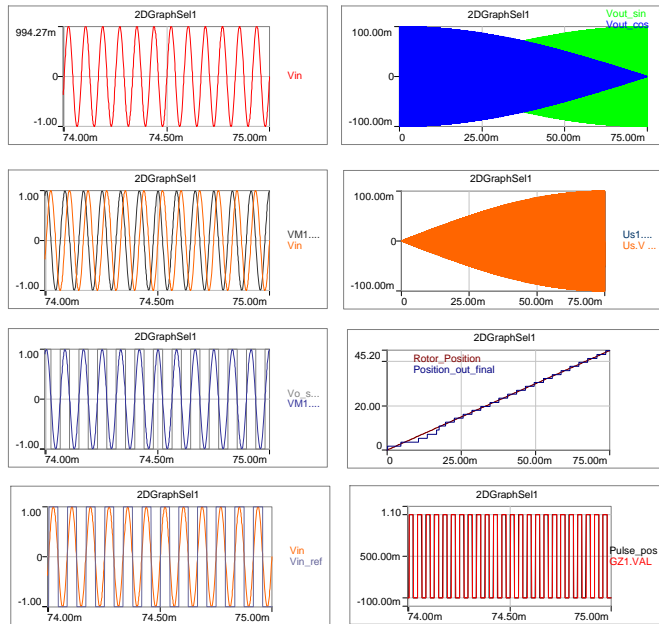 2DGraphSel1
994.27m
0
-1.00
74.00m 74.50m 75.00m
Vin
2DGraphSel1
100.00m
0
-100.00m
0 25.00m 50.00m 75.00m
Vout_sin
Vout_cos
2DGraphSel1
1.00
0
-1.00
74.00m 74.50m 75.00m
VM1....
Vin
2DGraphSel1
100.00m
0
-100.00m
0 25.00m 50.00m 75.00m
Us1....
Us.V ...
2DGraphSel1
1.00
0
-1.00
74.00m 74.50m 75.00m
Vo_s...
VM1....
2DGraphSel1
45.20
20.00
0
0 25.00m 50.00m 75.00m
Rotor_Position
Position_out_final
2DGraphSel1
1.00
0
-1.00
74.00m 74.50m 75.00m
Vin
Vin_ref
2DGraphSel1
1.10
500.00m
-100.00m
74.00m 74.50m 75.00m
Pulse_pos
GZ1.VAL